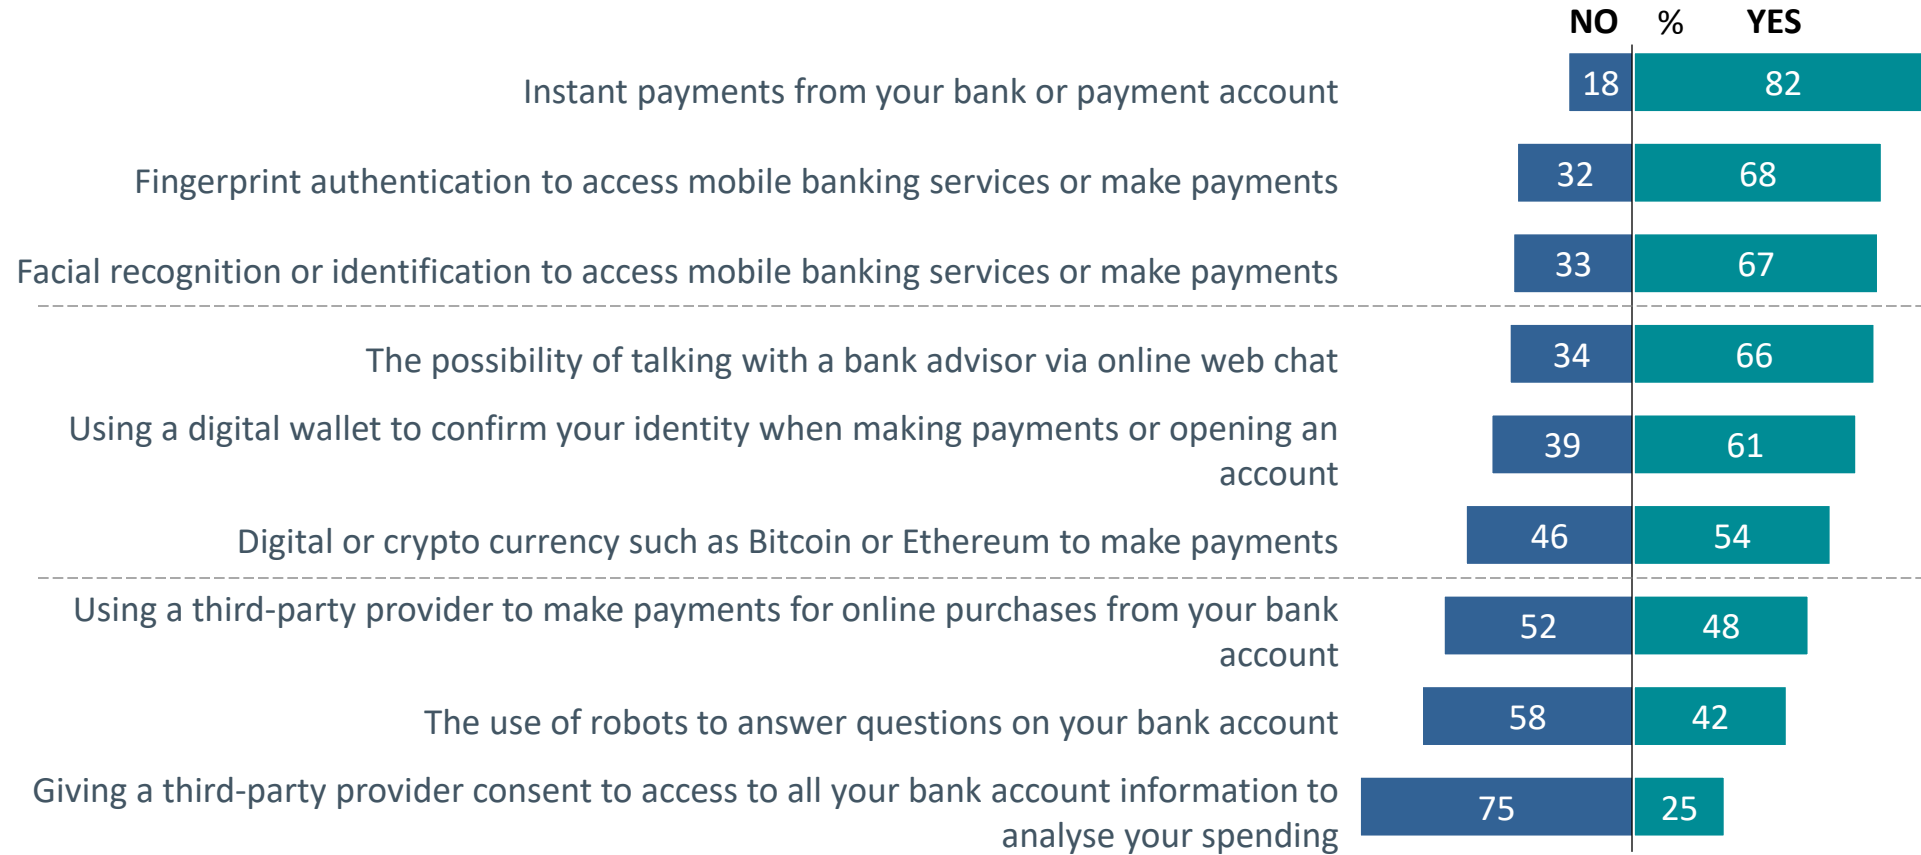 NO % YES
Instant payments from your bank or payment account 18 82
Fingerprint authentication to access mobile banking services or make payments 32 68
Facial recognition or identification to access mobile banking services or make payments 33 67
The possibility of talking with a bank advisor via online web chat 34 66
Using a digital wallet to confirm your identity when making payments or opening an
account
39 61
Digital or crypto currency such as Bitcoin or Ethereum to make payments 46 54
Using a third-party provider to make payments for online purchases from your bank
account
52 48
The use of robots to answer questions on your bank account 58 42
Giving a third-party provider consent to access to all your bank account information to
analyse your spending
75 25